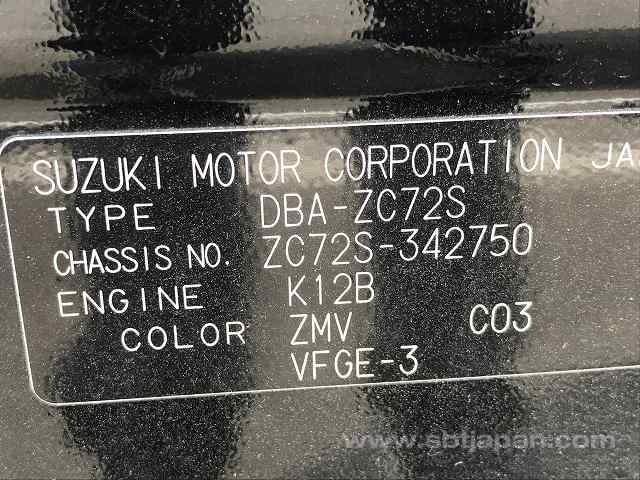 SUZUKI MOTOR CORPORATION JA
TYPE DBA-ZC72S
CHASSIS NO. ZC72S-342750
ENGINE K12B
COLOR ZMV C03
VFGE-3
www.sbtjapan.com